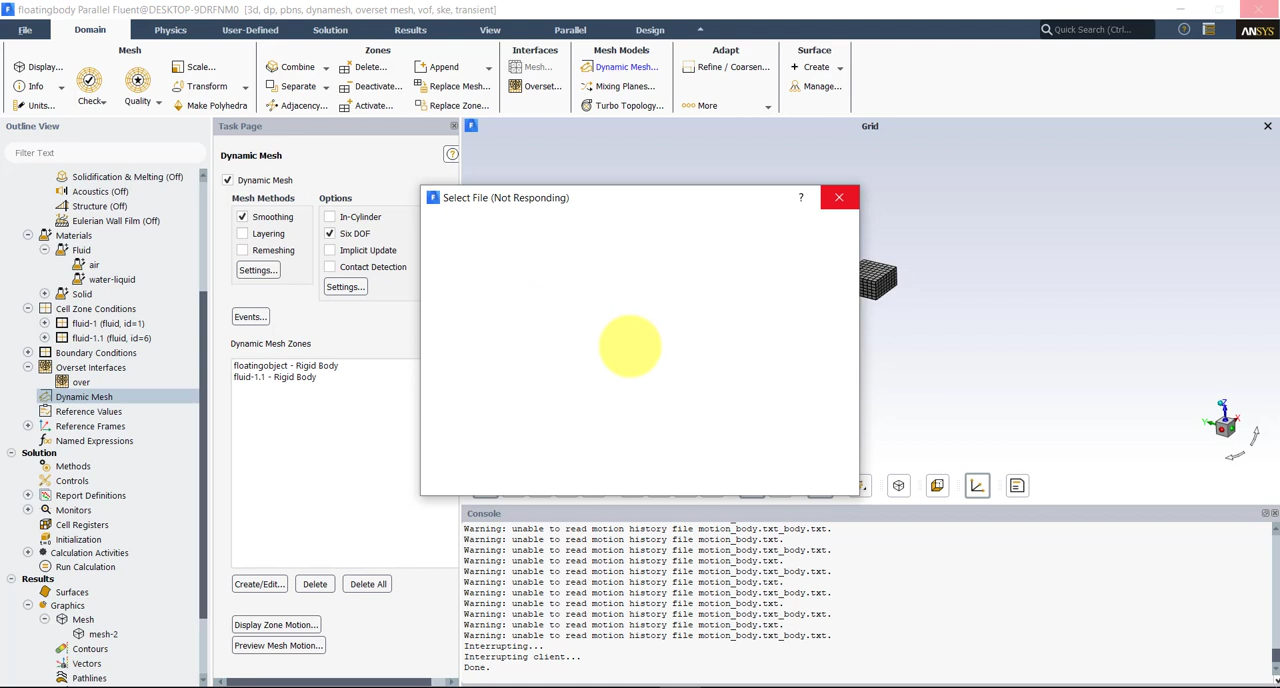 floatingbody Parallel Fluent@DESKTOP-9DRFNM0 [3d, dp, pbns, dynamesh, overset mesh, vof, ske, transient]
File Domain Physics User-Defined Solution Results View Parallel Design Quick Search (Ctrl... ANSYS
Mesh Zones Interfaces Mesh Models Adapt Surface
Display... Scale... Combine Delete... Append Mesh... Dynamic Mesh... Refine / Coarsen... Create
Info Check Quality Transform Separate Deactivate... Replace Mesh... Overset... Mixing Planes... Manage...
Units... Make Polyhedra Adjacency... Activate... Replace Zone... Turbo Topology... More
Outline View Task Page Grid
Filter Text
Solidification & Melting (Off)
Acoustics (Off)
Structure (Off)
Eulerian Wall Film (Off)
Materials
Fluid
air
water-liquid
Solid
Cell Zone Conditions
fluid-1 (fluid, id=1)
fluid-1.1 (fluid, id=6)
Boundary Conditions
Overset Interfaces
over
Dynamic Mesh
Reference Values
Reference Frames
Named Expressions
Solution
Methods
Controls
Report Definitions
Monitors
Cell Registers
Initialization
Calculation Activities
Run Calculation
Results
Surfaces
Graphics
Mesh
mesh-2
Contours
Vectors
Pathlines
Dynamic Mesh
Dynamic Mesh
Mesh Methods Options
Smoothing In-Cylinder
Layering Six DOF
Remeshing Implicit Update
Contact Detection
Settings...
Settings...
Events...
Dynamic Mesh Zones
floatingobject - Rigid Body
fluid-1.1 - Rigid Body
Create/Edit... Delete Delete All
Display Zone Motion...
Preview Mesh Motion...
Select File (Not Responding) ?
Z
X
Y
Console
Warning: unable to read motion history file motion_body.txt_body.txt.
Warning: unable to read motion history file motion_body.txt.
Warning: unable to read motion history file motion_body.txt_body.txt.
Warning: unable to read motion history file motion_body.txt.
Warning: unable to read motion history file motion_body.txt_body.txt.
Warning: unable to read motion history file motion_body.txt.
Warning: unable to read motion history file motion_body.txt_body.txt.
Warning: unable to read motion history file motion_body.txt.
Warning: unable to read motion history file motion_body.txt_body.txt.
Warning: unable to read motion history file motion_body.txt.
Warning: unable to read motion history file motion_body.txt_body.txt.
Interrupting...
Interrupting client...
Done.